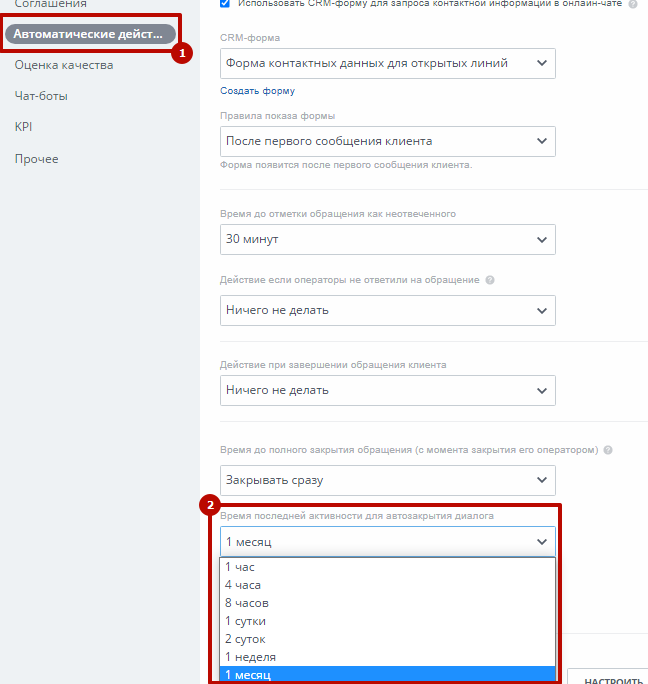 Соглашения
Автоматические дейст...
1
Оценка качества
Чат-боты
KPI
Прочее
Использовать CRM-форму для запроса контактной информации в онлайн-чате ?
CRM-форма
Форма контактных данных для открытых линий
Создать форму
Правила показа формы
После первого сообщения клиента
Форма появится после первого сообщения клиента.
Время до отметки обращения как неотвеченного
30 минут
Действие если операторы не ответили на обращение ?
Ничего не делать
Действие при завершении обращения клиента
Ничего не делать
Время до полного закрытия обращения (с момента закрытия его оператором) ?
Закрывать сразу
2
Время последней активности для автозакрытия диалога
1 месяц
1 час
4 часа
8 часов
1 сутки
2 суток
1 неделя
1 месяц
НАСТРОИТЬ